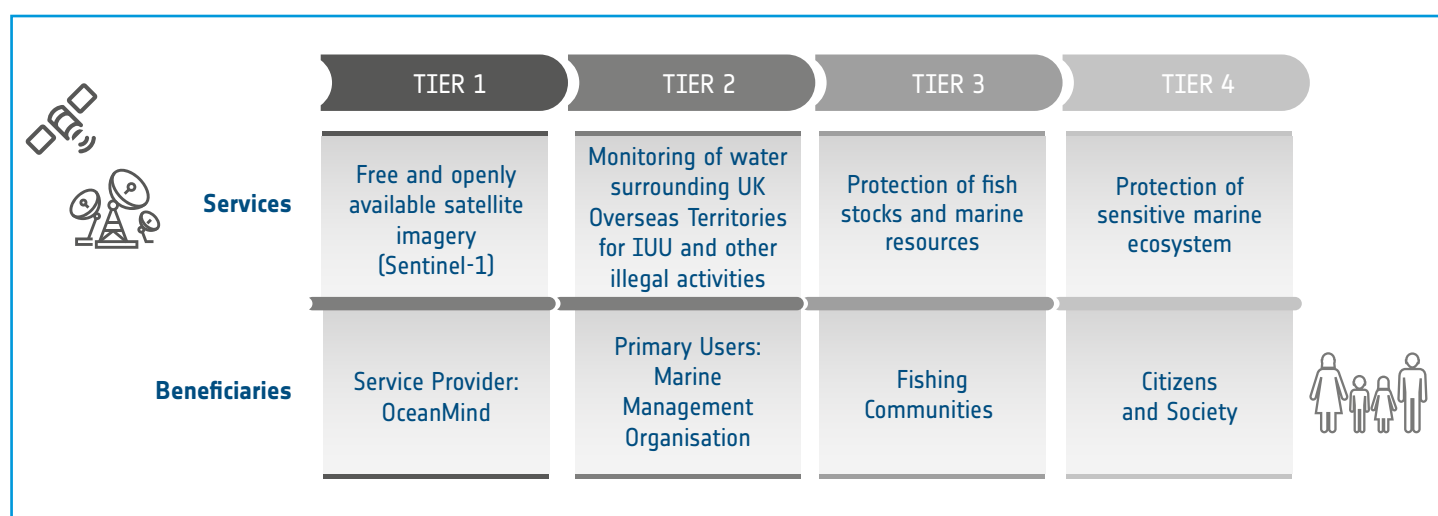 TIER 1
TIER 2
TIER 3
TIER 4
Services
Free and openly
available satellite
imagery
(Sentinel-1)
Monitoring of water
surrounding UK
Overseas Territories
for IUU and other
illegal activities
Protection of fish
stocks and marine
resources
Protection of
sensitive marine
ecosystem
Beneficiaries
Service Provider:
OceanMind
Primary Users:
Marine
Management
Organisation
Fishing
Communities
Citizens
and Society